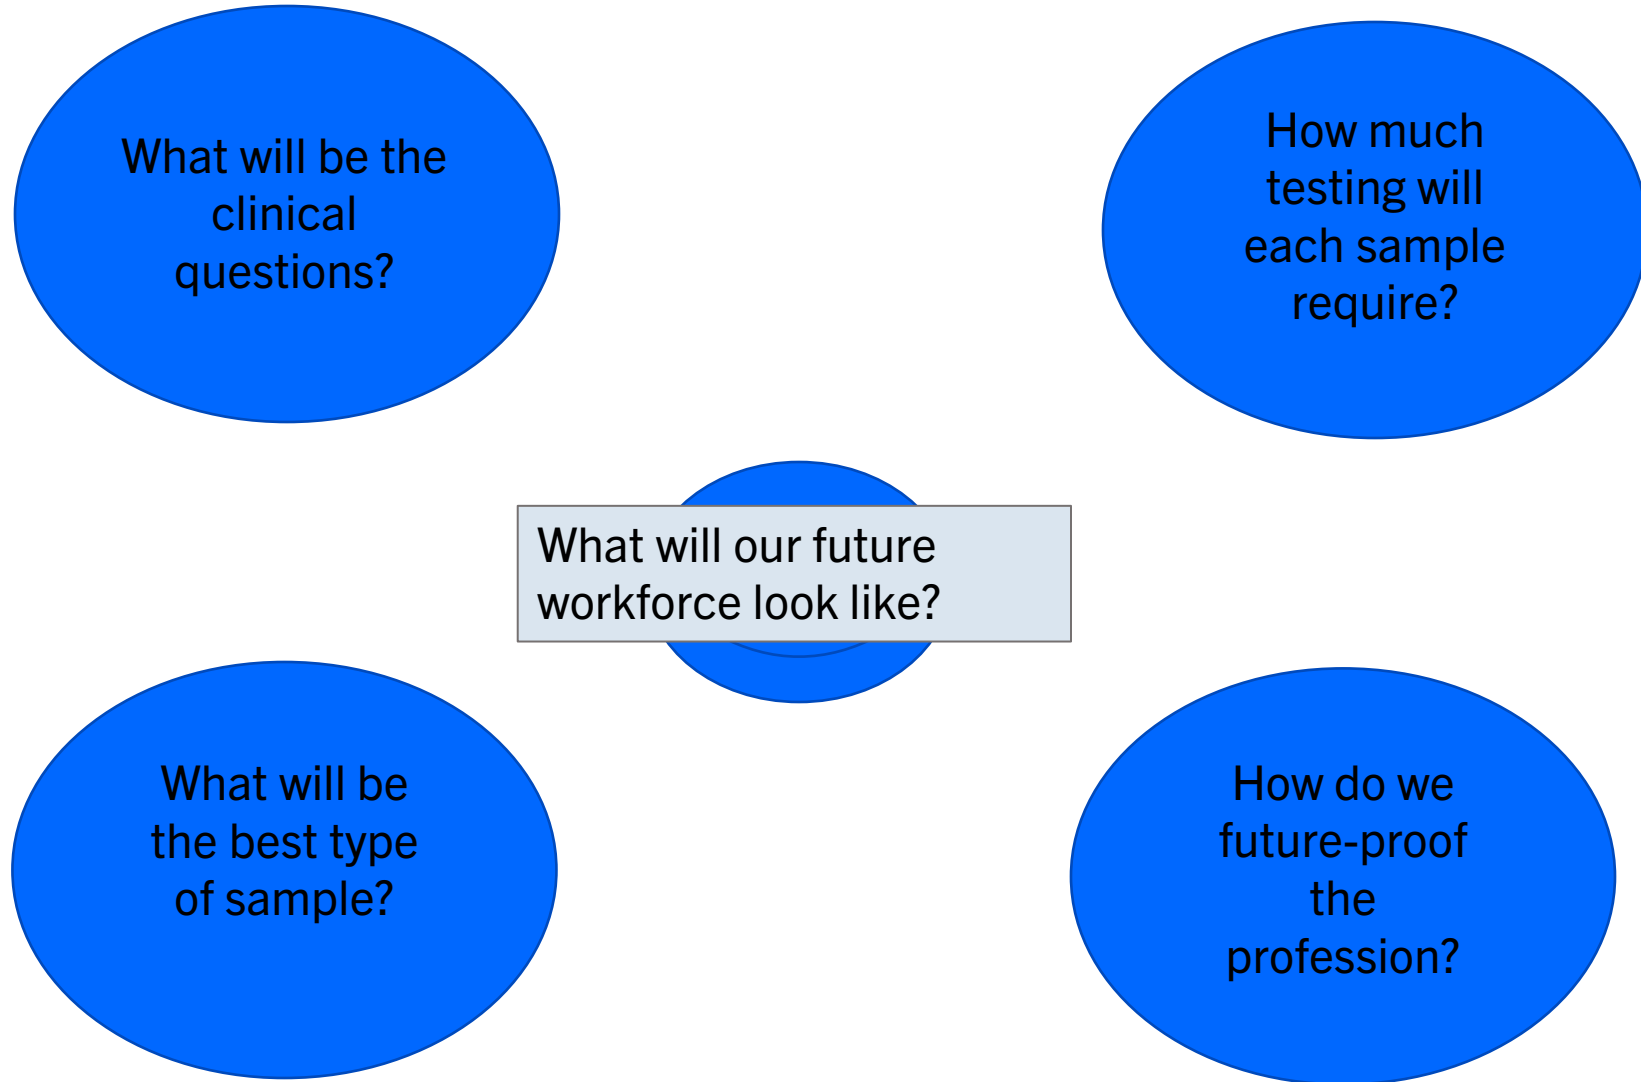 What will be the
clinical
questions?
How much
testing will
each sample
require?
What will our future
workforce look like?
What will be
the best type
of sample?
How do we
future-proof
the
profession?